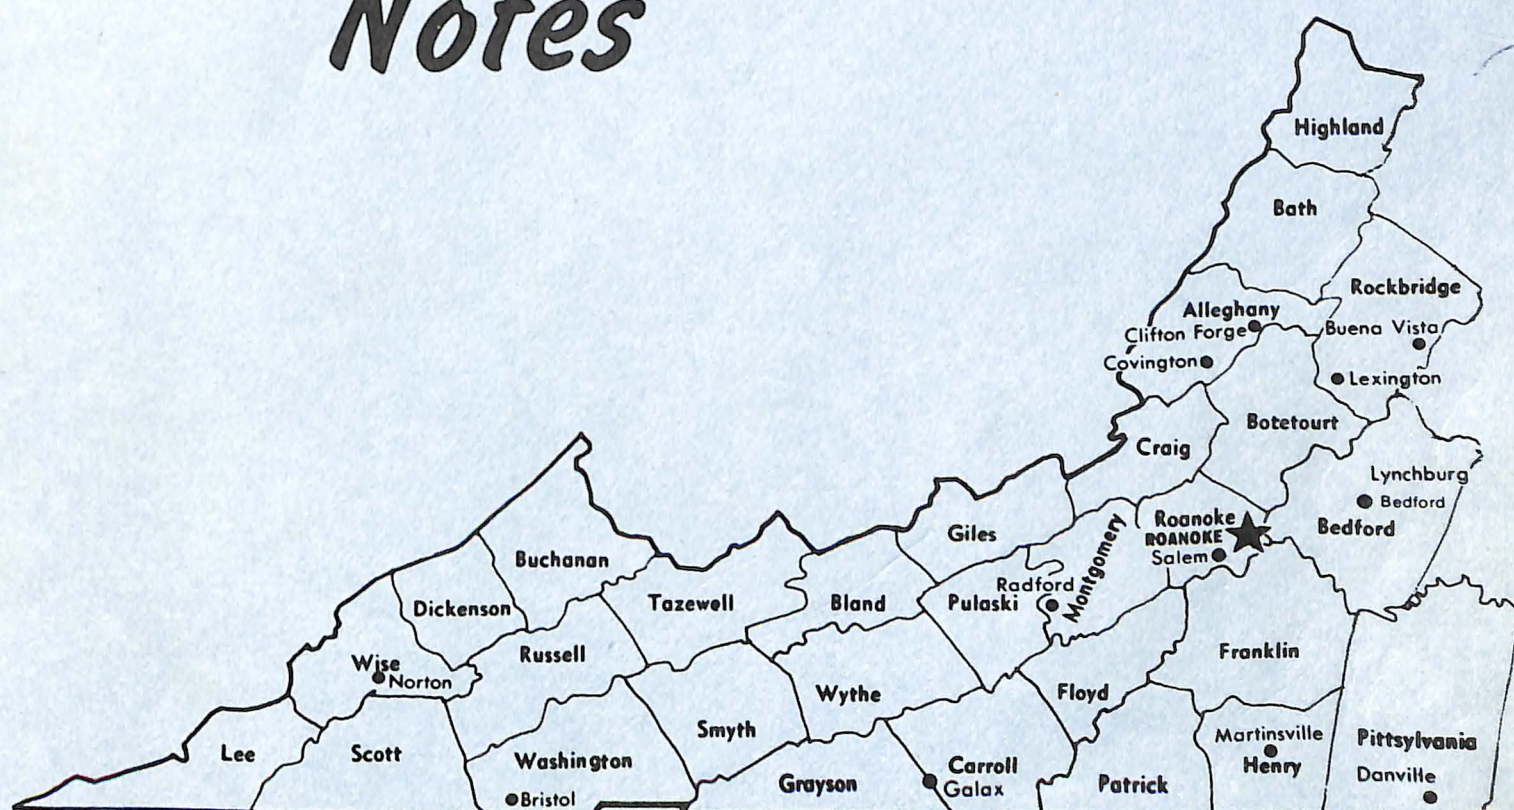 Notes
Highland
Bath
Rockbridge
Alleghany
Clifton Forge
Buena Vista
Covington
Lexington
Botetourt
Craig
Lynchburg
Bedford
Bedford
Roanoke
ROANOKE
Salem
Giles
Montgomery
Radford
Pulaski
Buchanan
Dickenson
Tazewell
Bland
Russell
Wise
Norton
Franklin
Floyd
Wythe
Smyth
Lee
Scott
Washington
Bristol
Grayson
Carroll
Galax
Patrick
Martinsville
Henry
Pittsylvania
Danville